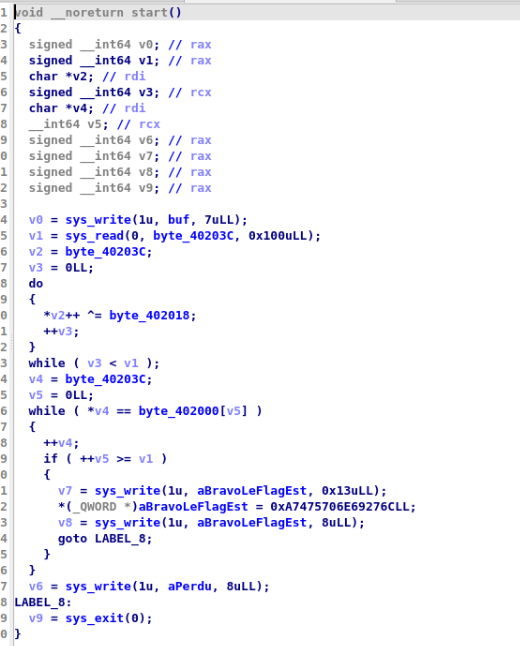 1 void __noreturn start()
2 {
3 signed __int64 v0; // rax
4 signed __int64 v1; // rax
5 char *v2; // rdi
6 signed __int64 v3; // rcx
7 char *v4; // rdi
8 __int64 v5; // rcx
9 signed __int64 v6; // rax
0 signed __int64 v7; // rax
1 signed __int64 v8; // rax
2 signed __int64 v9; // rax
3
4 v0 = sys_write(1u, buf, 7uLL);
5 v1 = sys_read(0, byte_40203C, 0x100uLL);
6 v2 = byte_40203C;
7 v3 = 0LL;
8 do
9 {
0 *v2++ ^= byte_402018;
1 ++v3;
2 }
3 while ( v3 < v1 );
4 v4 = byte_40203C;
5 v5 = 0LL;
6 while ( *v4 == byte_402000[v5] )
7 {
8 ++v4;
9 if ( ++v5 >= v1 )
0 {
1 v7 = sys_write(1u, aBravoLeFlagEst, 0x13uLL);
2 *(_QWORD *)aBravoLeFlagEst = 0xA7475706E69276CLL;
3 v8 = sys_write(1u, aBravoLeFlagEst, 8uLL);
4 goto LABEL_8;
5 }
6 }
7 v6 = sys_write(1u, aPerdu, 8uLL);
8 LABEL_8:
9 v9 = sys_exit(0);
0 }